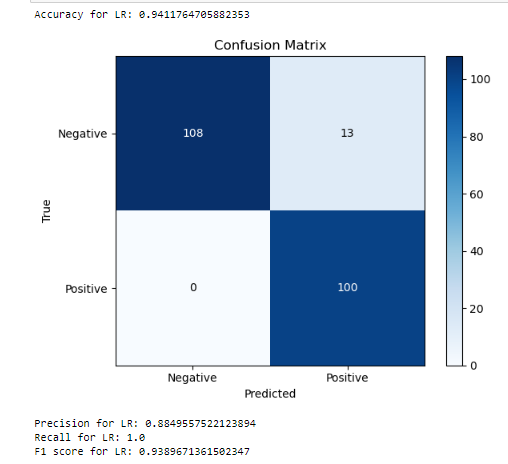 Accuracy for LR: 0.9411764705882353
Confusion Matrix
Negative
108
13
True
Positive
0
100
Negative
Positive
Predicted
100
80
60
40
20
0
Precision for LR: 0.8849557522123894
Recall for LR: 1.0
F1 score for LR: 0.9389671361502347